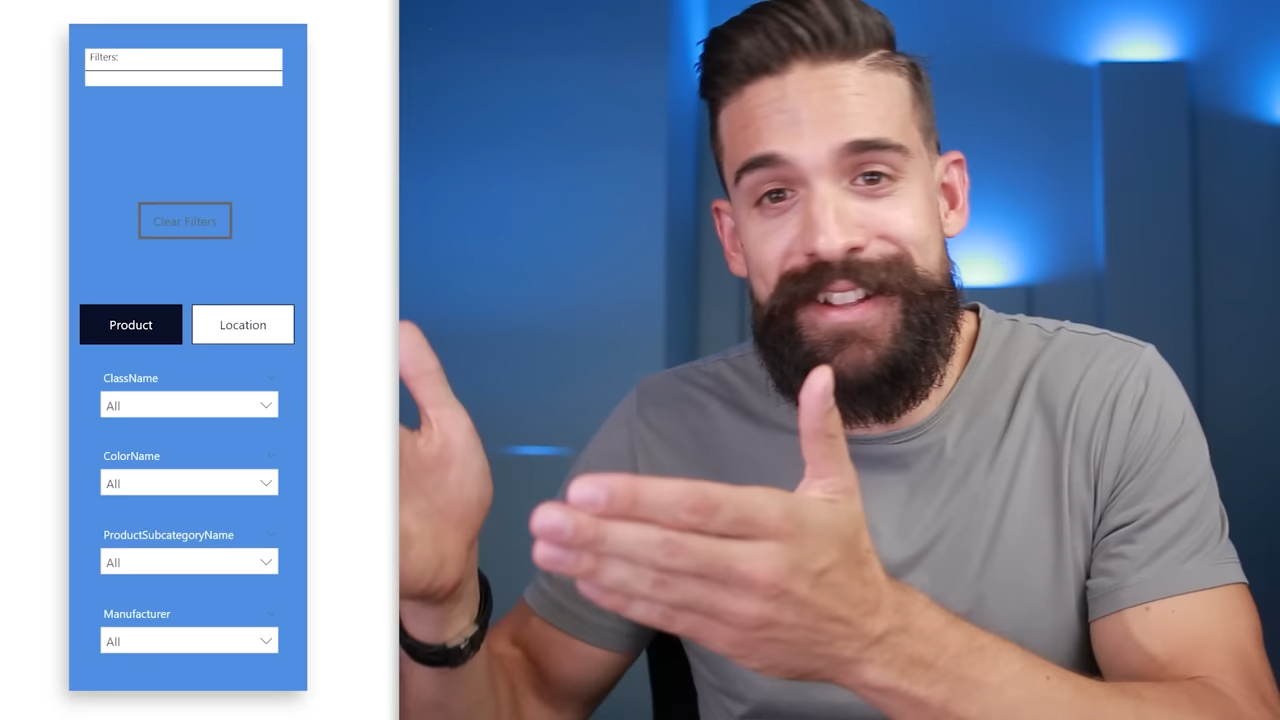 Filters:
Clear Filters
Product
Location
ClassName
All
ColorName
All
ProductSubcategoryName
All
Manufacturer
All